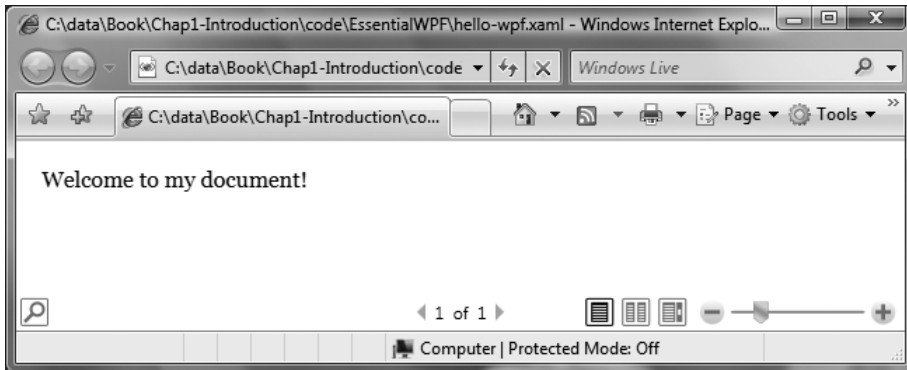 C:\data\Book\Chap1-Introduction\code\EssentialWPF\hello-wpf.xaml - Windows Internet Explo...
C:\data\Book\Chap1-Introduction\code
Windows Live
C:\data\Book\Chap1-Introduction\co...
Page
Tools
Welcome to my document!
1 of 1
Computer | Protected Mode: Off